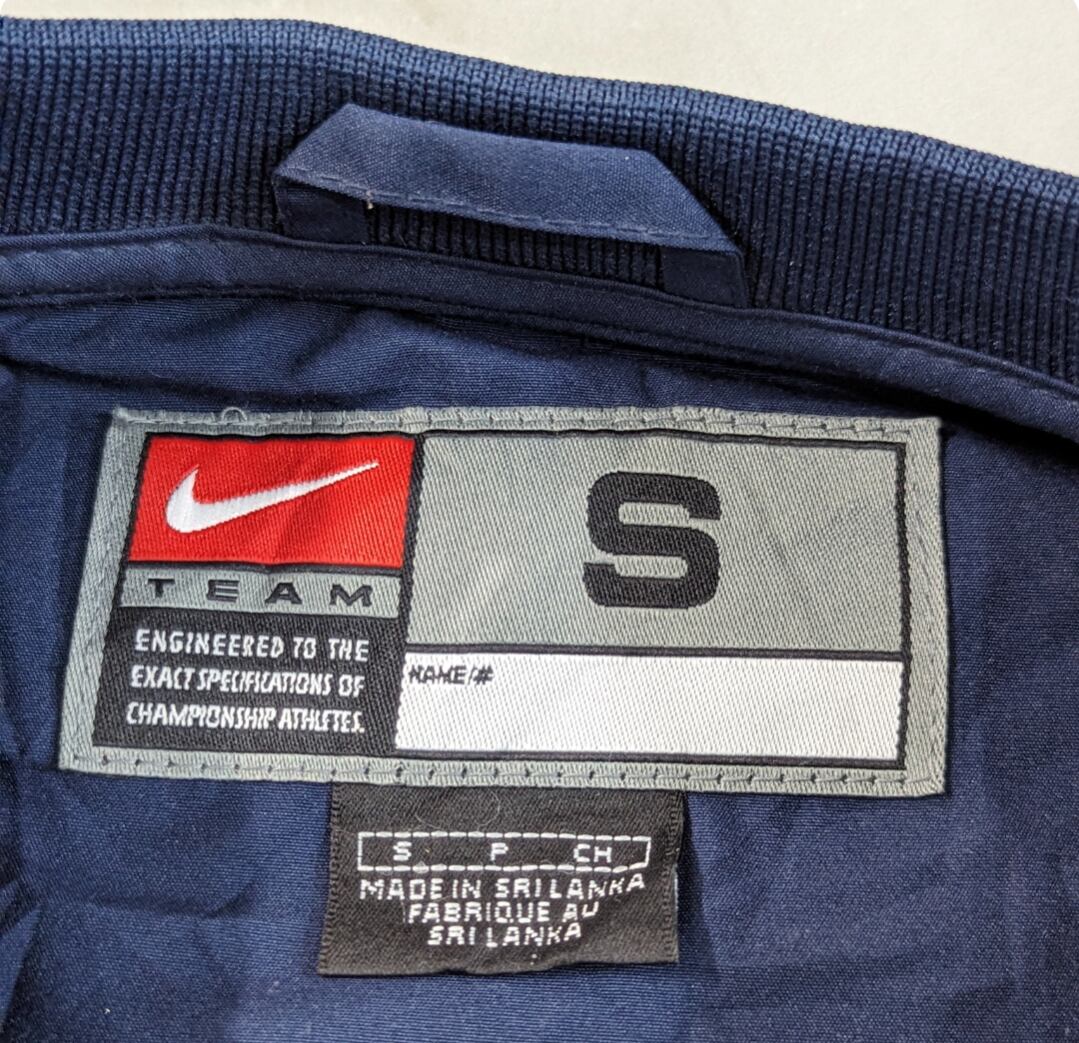 TEAM
S
ENGINEERED TO THE
EXACT SPECIFICATIONS OF
CHAMPIONSHIP ATHLETES.
NAME/#
S P CH
MADE IN SRI LANKA
FABRIQUE AU
SRI LANKA